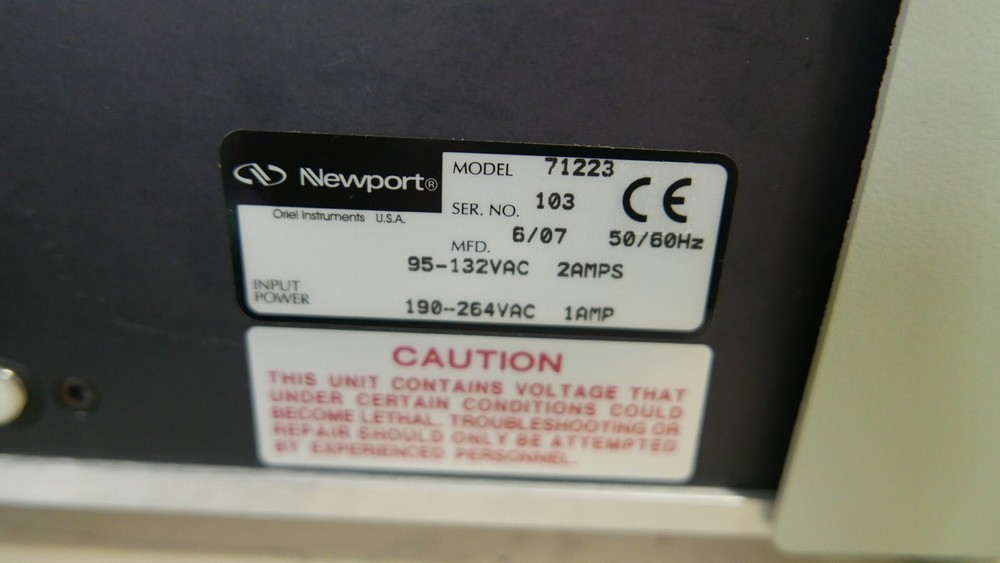 Newport®
MODEL 71223
Oriel Instruments U.S.A.
SER. NO. 103
CE
MFD. 6/07 50/60Hz
INPUT
POWER
95-132VAC 2AMPS
190-264VAC 1AMP
CAUTION
THIS UNIT CONTAINS VOLTAGE THAT
UNDER CERTAIN CONDITIONS COULD
BECOME LETHAL. TROUBLESHOOTING OR
REPAIR SHOULD ONLY BE ATTEMPTED
BY EXPERIENCED PERSONNEL.